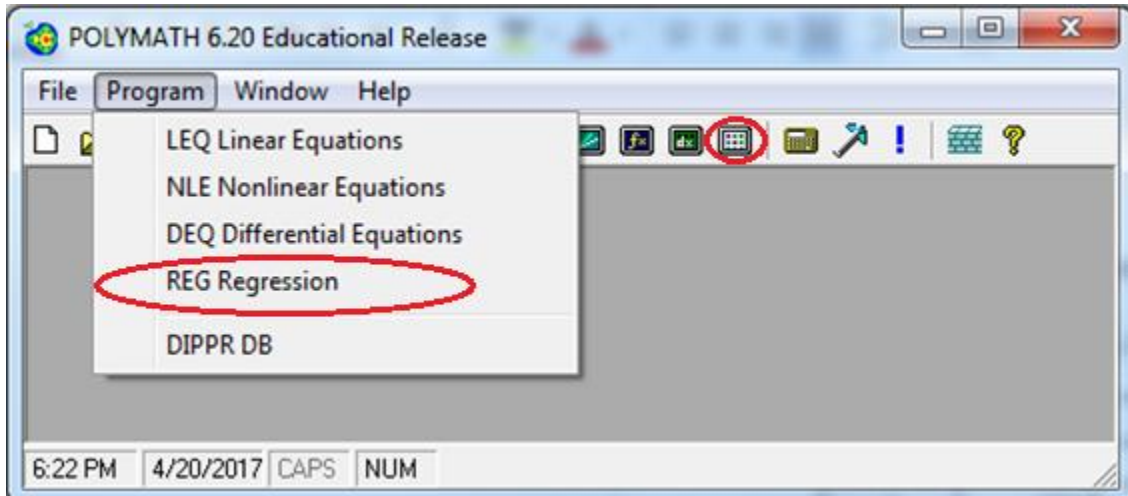 POLYMATH 6.20 Educational Release
File Program Window Help
LEQ Linear Equations
NLE Nonlinear Equations
DEQ Differential Equations
REG Regression
DIPPR DB
6:22 PM 4/20/2017 CAPS NUM